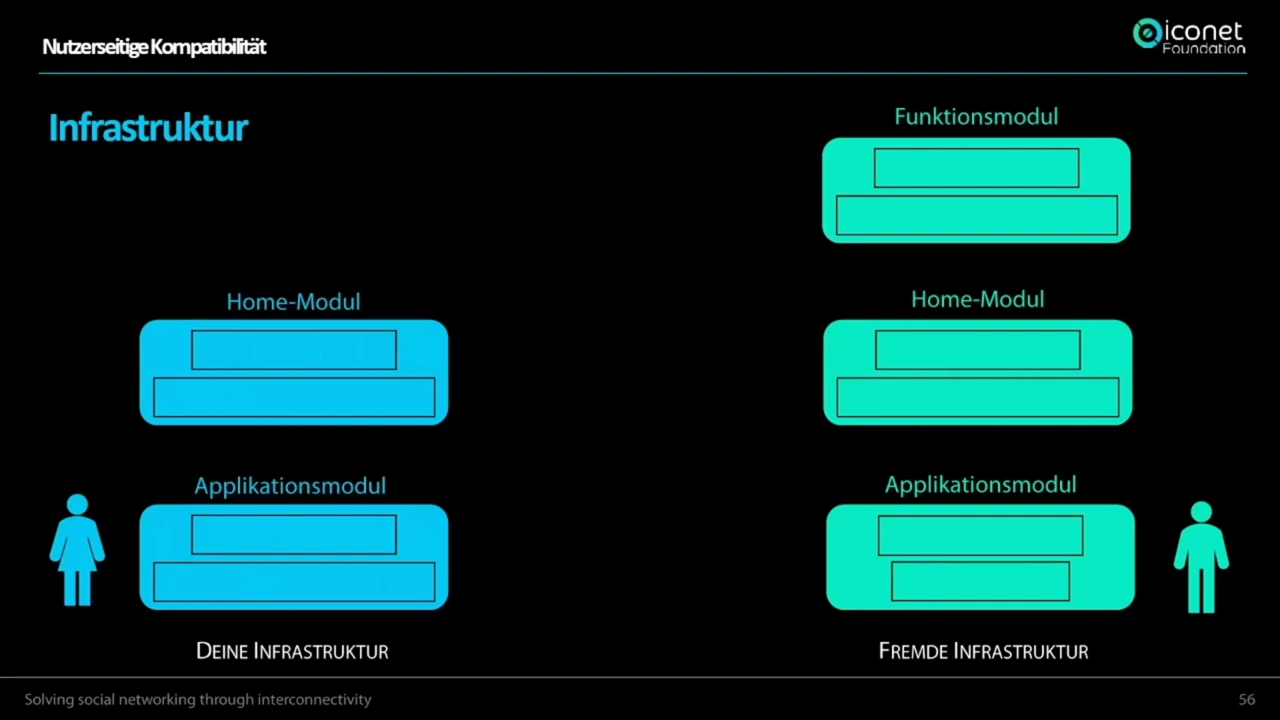 Nutzerseitige Kompatibilität
iconet
Foundation
Infrastruktur
Funktionsmodul
Home-Modul
Home-Modul
Applikationsmodul
Applikationsmodul
DEINE INFRASTRUKTUR
FREMDE INFRASTRUKTUR
Solving social networking through interconnectivity
56